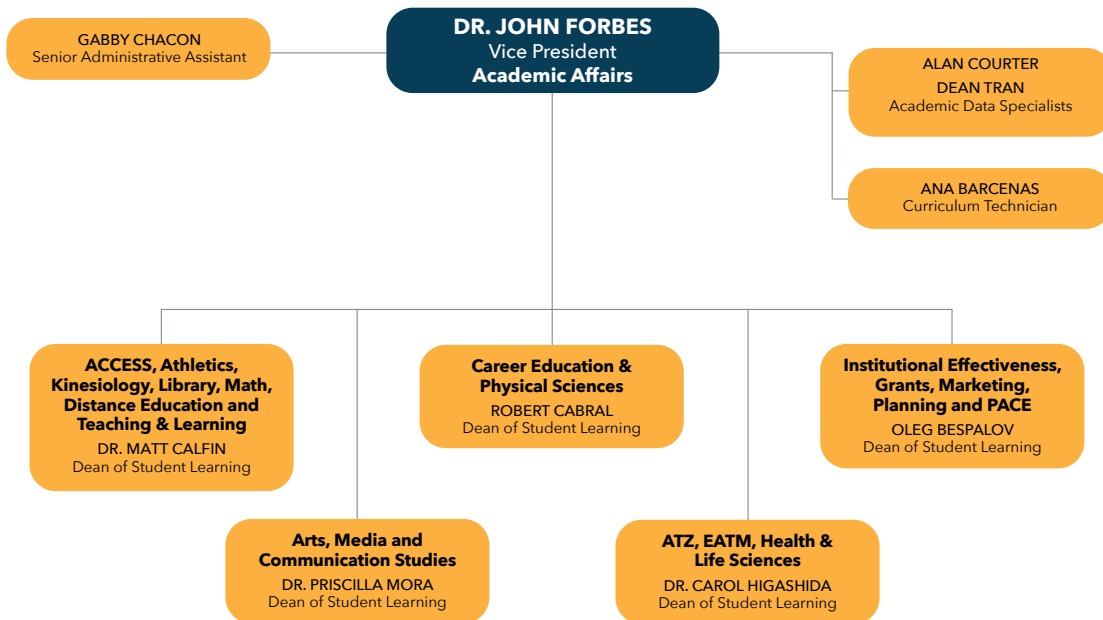 GABBY CHACON
Senior Administrative Assistant
DR. JOHN FORBES
Vice President
Academic Affairs
ALAN COURTER
DEAN TRAN
Academic Data Specialists
ANA BARCENAS
Curriculum Technician
ACCESS, Athletics,
Kinesiology, Library, Math,
Distance Education and
Teaching & Learning
DR. MATT CALFIN
Dean of Student Learning
Career Education &
Physical Sciences
ROBERT CABRAL
Dean of Student Learning
Institutional Effectiveness,
Grants, Marketing,
Planning and PACE
OLEG BESPALOV
Dean of Student Learning
Arts, Media and
Communication Studies
DR. PRISCILLA MORA
Dean of Student Learning
ATZ, EATM, Health &
Life Sciences
DR. CAROL HIGASHIDA
Dean of Student Learning